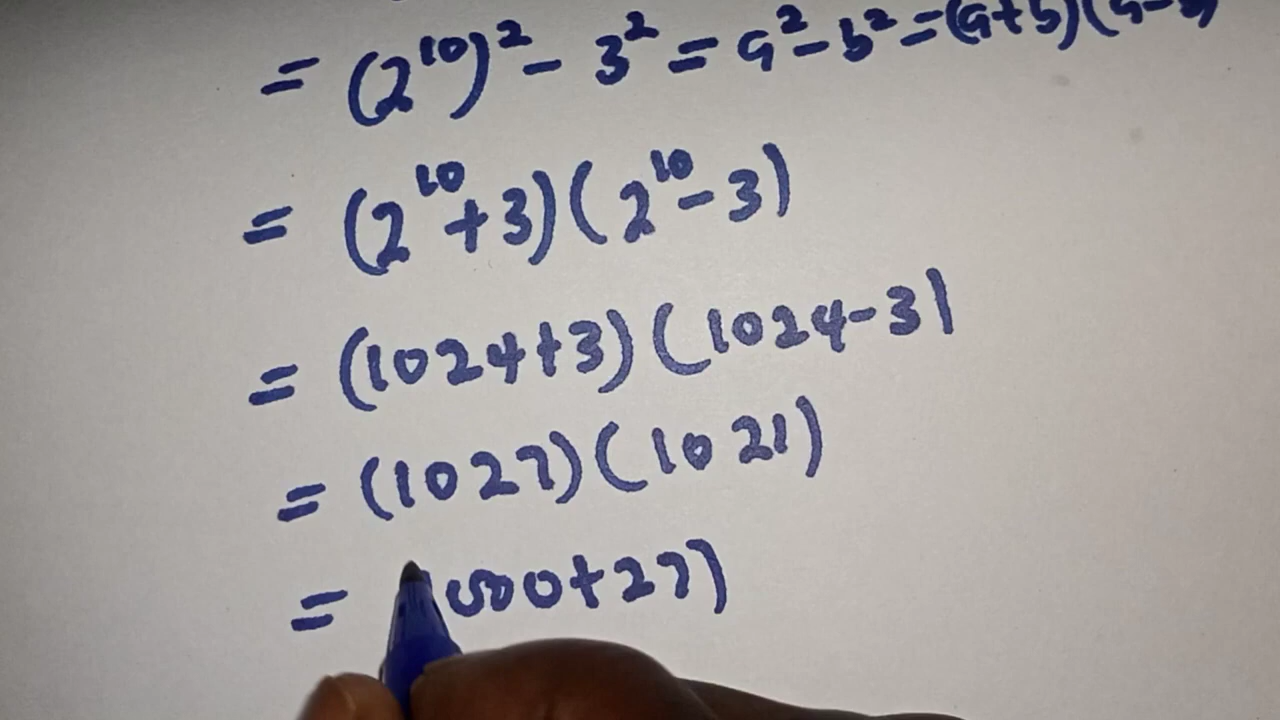 = (2¹⁰)² - 3² = a² - b² = (a+b)(a-b)
= (2¹⁰+3)(2¹⁰-3)
= (1024+3)(1024-3)
= (1027)(1021)
= 1000+27)